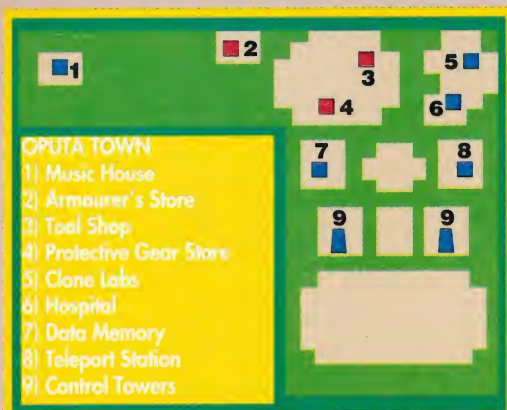 1
2
3
4
5
6
7
8
9
9
OPUTA TOWN
1) Music House
2) Armourer's Store
3) Tool Shop
4) Protective Gear Store
5) Clone Labs
6) Hospital
7) Data Memory
8) Teleport Station
9) Control Towers